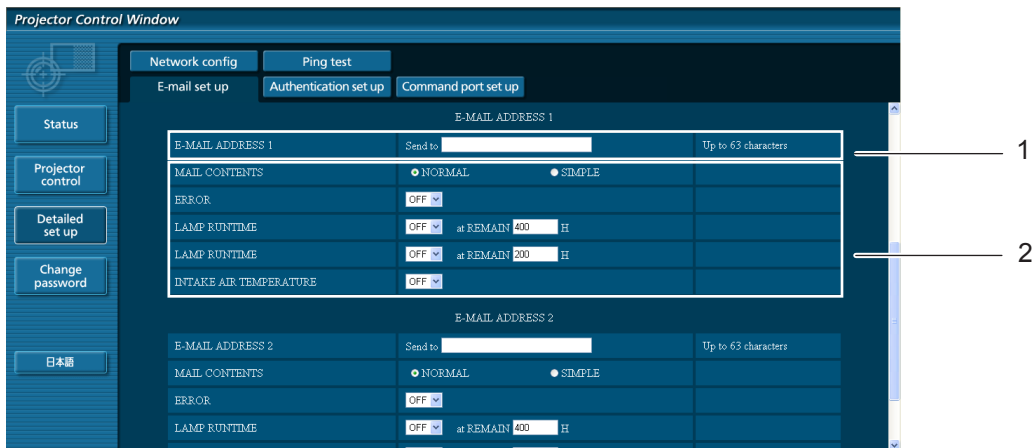 Projector Control Window
Network config Ping test
E-mail set up Authentication set up Command port set up
Status
Projector control
Detailed set up
Change password
日本語
E-MAIL ADDRESS 1
E-MAIL ADDRESS 1 Send to Up to 63 characters
MAIL CONTENTS NORMAL SIMPLE
ERROR OFF
LAMP RUNTIME OFF at REMAIN 400 H
LAMP RUNTIME OFF at REMAIN 200 H
INTAKE AIR TEMPERATURE OFF
E-MAIL ADDRESS 2
E-MAIL ADDRESS 2 Send to Up to 63 characters
MAIL CONTENTS NORMAL SIMPLE
ERROR OFF
LAMP RUNTIME OFF at REMAIN 400 H
1
2